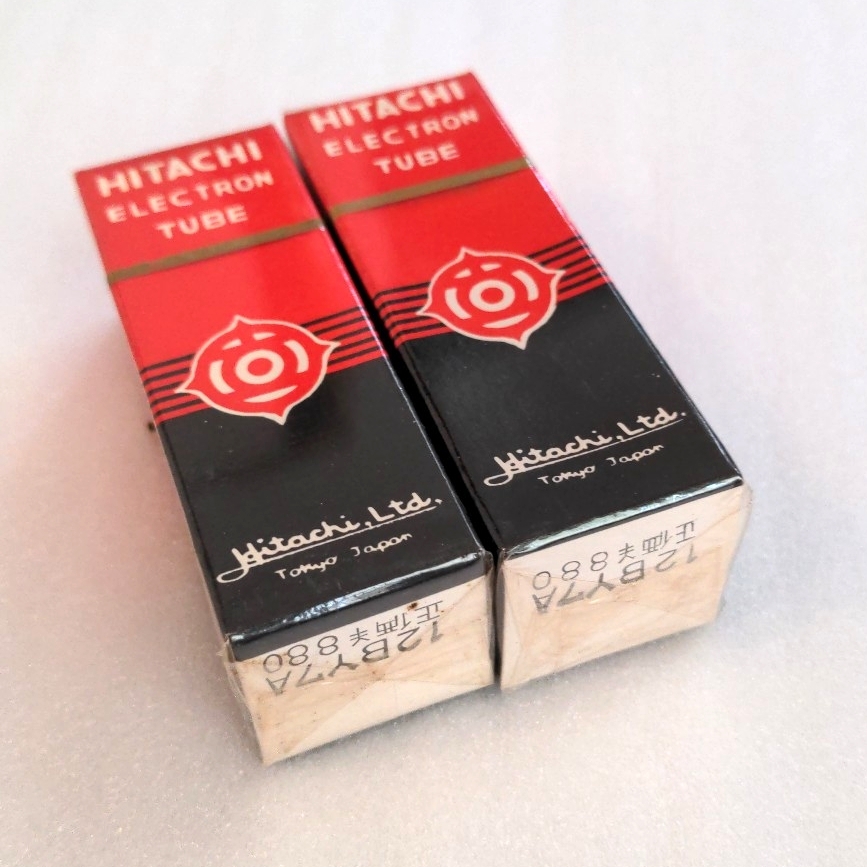 HITACHI
ELECTRON
TUBE
Hitachi, Ltd.
Tokyo Japan
12BY7A
正価¥880
HITACHI
ELECTRON
TUBE
Hitachi, Ltd.
Tokyo Japan
12BY7A
正価¥880